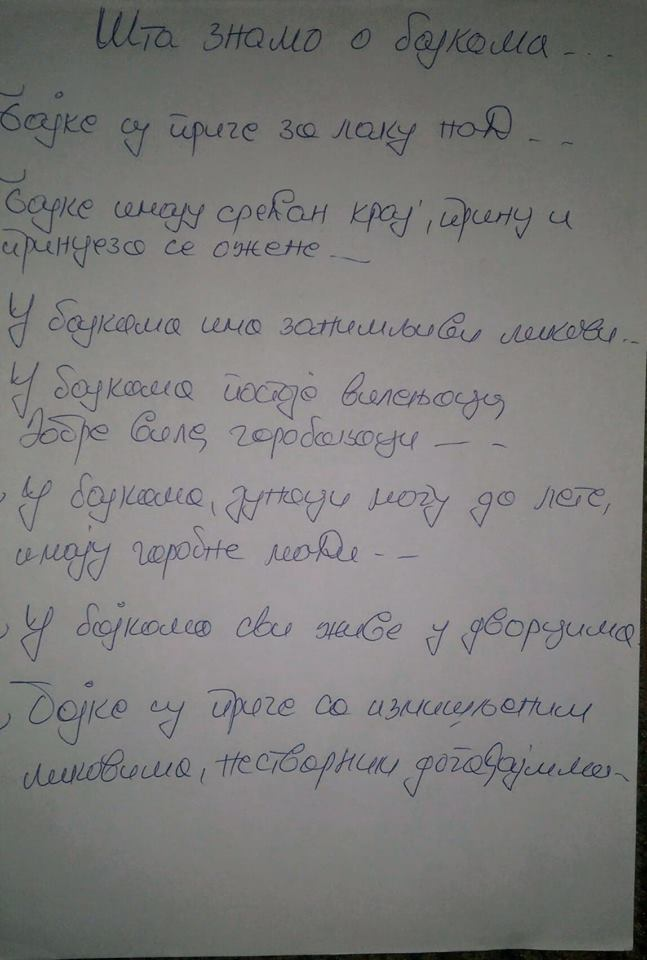 Шта знамо о бајкама...
Бајке су приче за лаку ноћ...
Бајке имају срећан крај, принц и
принцеза се ожене...
У бајкама има занимљиви ликови...
У бајкама постоје вилењаци,
добре виле, чаробњаци...
У бајкама, јунаци могу да лете,
имају чаробне моћи...
У бајкама сви живе у дворцима
Бајке су приче са измишљеним
ликовима, нестварним догађајима...